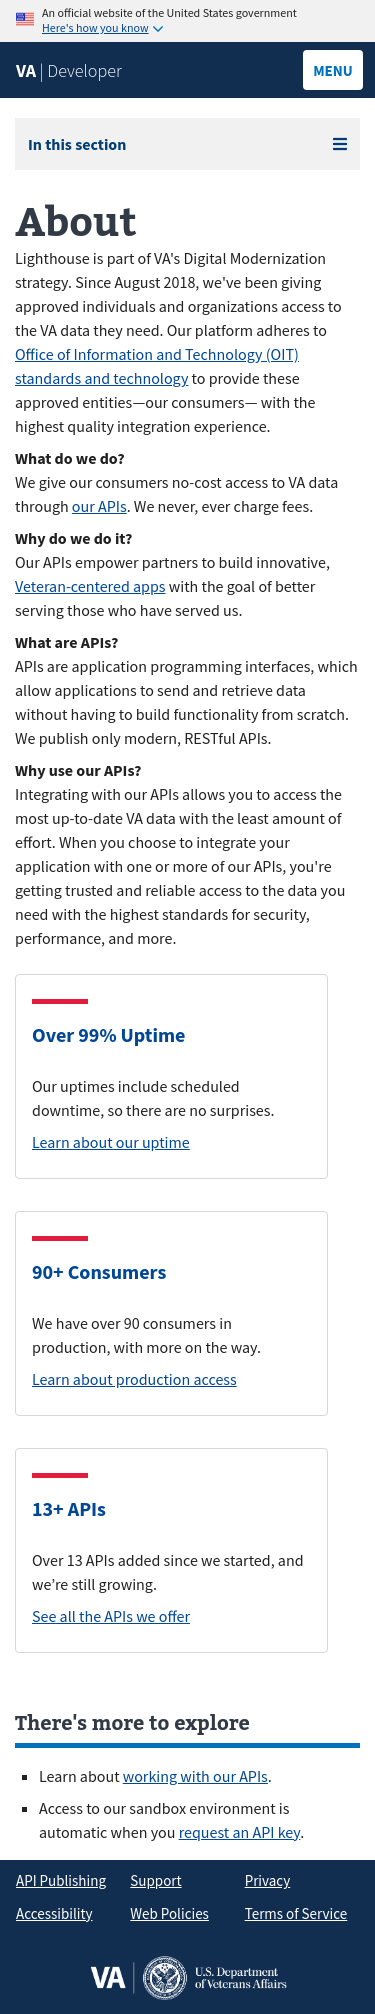 An official website of the United States government
Here's how you know
VA | Developer
MENU
In this section
About
Lighthouse is part of VA's Digital Modernization
strategy. Since August 2018, we've been giving
approved individuals and organizations access to
the VA data they need. Our platform adheres to
Office of Information and Technology (OIT)
standards and technology to provide these
approved entities—our consumers— with the
highest quality integration experience.
What do we do?
We give our consumers no-cost access to VA data
through our APIs. We never, ever charge fees.
Why do we do it?
Our APIs empower partners to build innovative,
Veteran-centered apps with the goal of better
serving those who have served us.
What are APIs?
APIs are application programming interfaces, which
allow applications to send and retrieve data
without having to build functionality from scratch.
We publish only modern, RESTful APIs.
Why use our APIs?
Integrating with our APIs allows you to access the
most up-to-date VA data with the least amount of
effort. When you choose to integrate your
application with one or more of our APIs, you're
getting trusted and reliable access to the data you
need with the highest standards for security,
performance, and more.
Over 99% Uptime
Our uptimes include scheduled
downtime, so there are no surprises.
Learn about our uptime
90+ Consumers
We have over 90 consumers in
production, with more on the way.
Learn about production access
13+ APIs
Over 13 APIs added since we started, and
we’re still growing.
See all the APIs we offer
There's more to explore
Learn about working with our APIs.
Access to our sandbox environment is
automatic when you request an API key.
API Publishing Support Privacy
Accessibility Web Policies Terms of Service
VA
U.S. Department
of Veterans Affairs